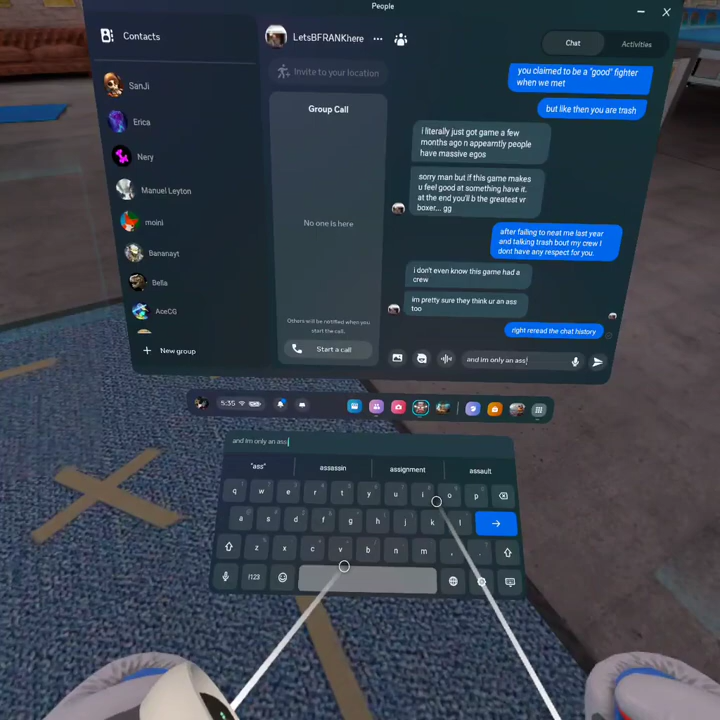 People
Contacts
LetsBFRANKhere
Chat
Activities
Invite to your location
SanJi
Erica
Nery
Manuel Leyton
moini
Bananayt
Bella
AceCG
New group
Group Call
No one is here
Others will be notified when you
start the call.
Start a call
you claimed to be a "good" fighter
when we met
but like then you are trash
i literally just got game a few
months ago n appearntly people
have massive egos
sorry man but if this game makes
u feel good at something have it.
at the end you'll b the greatest vr
boxer... gg
after failing to neat me last year
and talking trash bout my crew I
dont have any respect for you.
i don't even know this game had a
crew
im pretty sure they think ur an ass
too
right reread the chat history
and im only an ass
5:35
and im only an ass
"ass" assassin assignment assault
q w e r t y u i o p
a s d f g h j k l
z x c v b n m ,
!123